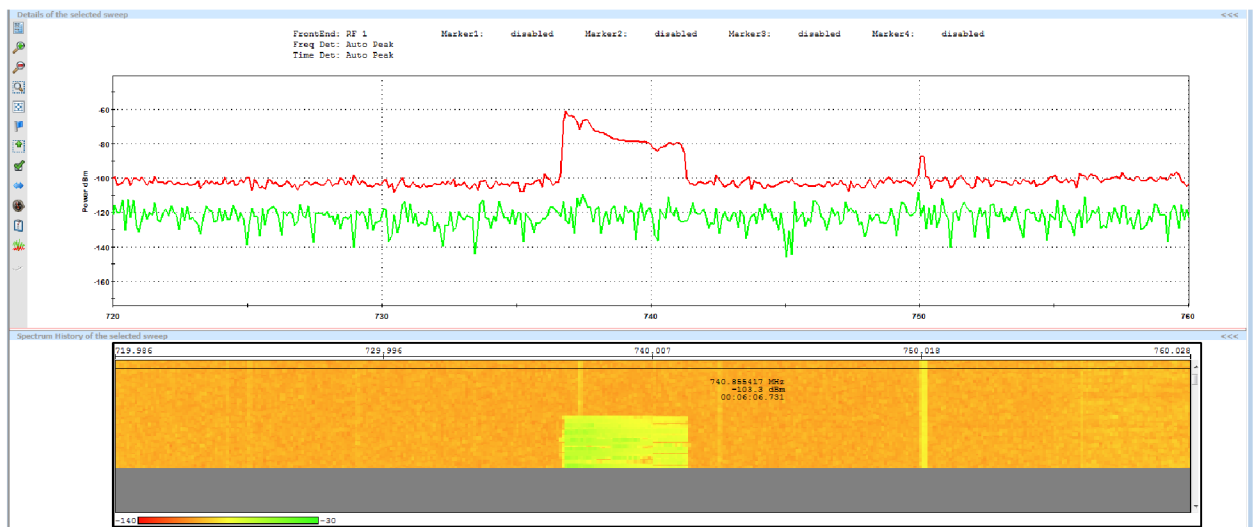 Details of the selected sweep <<<
FrontEnd: RF 1 Marker1: disabled Marker2: disabled Marker3: disabled Marker4: disabled
Freq Det: Auto Peak
Time Det: Auto Peak
-60
-80
-100
-120
-140
-160
Power dBm
720 730 740 750 760
Spectrum History of the selected sweep <<<
719.986 729.996 740.007 750.018 760.028
740.855417 MHz
-103.3 dBm
00:06:06.731
-140 -30